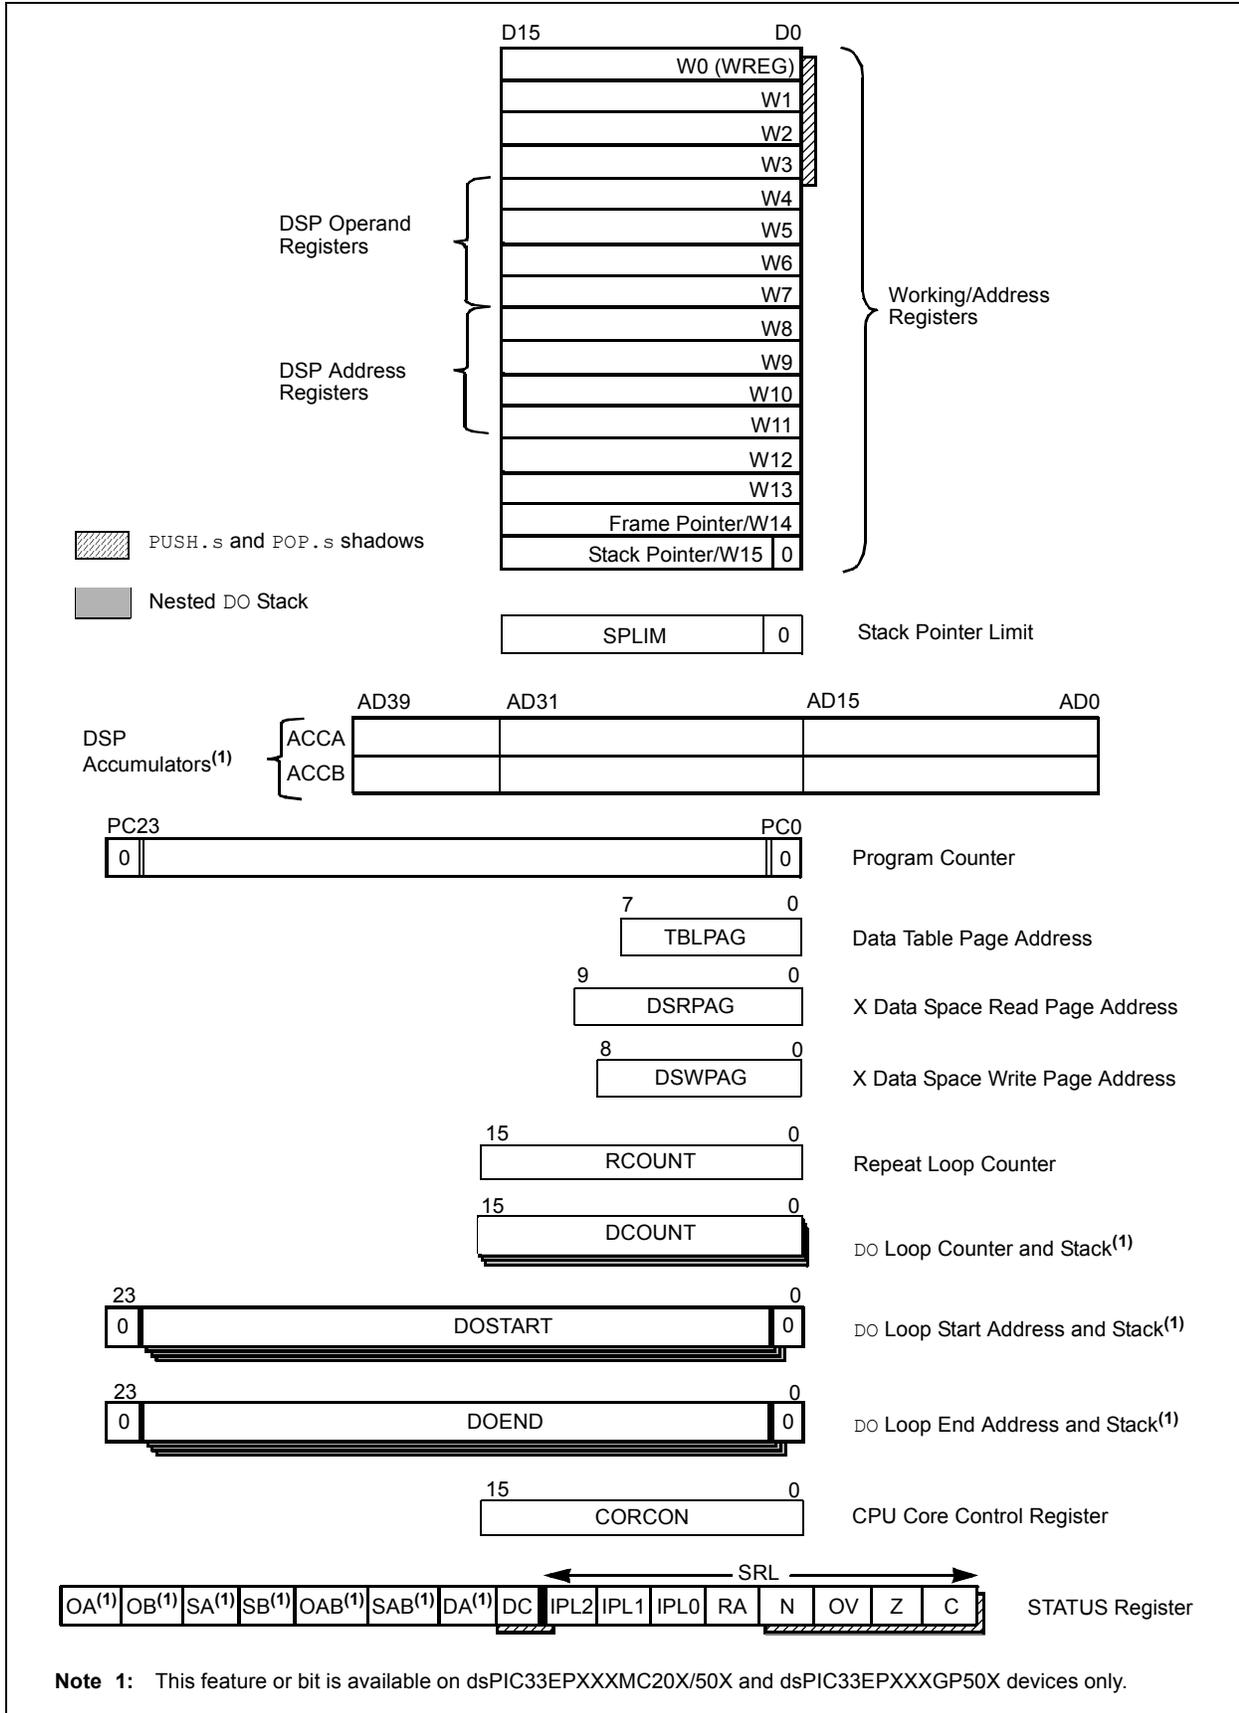 D15 D0
W0 (WREG)
W1
W2
W3
W4
DSP Operand
Registers
W5
W6
W7
Working/Address
Registers
W8
W9
DSP Address
Registers
W10
W11
W12
W13
Frame Pointer/W14
PUSH.s and POP.s shadows
Stack Pointer/W15 0
Nested DO Stack
SPLIM 0 Stack Pointer Limit
AD39 AD31 AD15 AD0
DSP
Accumulators(1)
ACCA
ACCB
PC23 PC0
0 0 Program Counter
7 0
TBLPAG Data Table Page Address
9 0
DSRPAG X Data Space Read Page Address
8 0
DSWPAG X Data Space Write Page Address
15 0
RCOUNT Repeat Loop Counter
15 0
DCOUNT DO Loop Counter and Stack(1)
23 0
0 DOSTART 0 DO Loop Start Address and Stack(1)
23 0
0 DOEND 0 DO Loop End Address and Stack(1)
15 0
CORCON CPU Core Control Register
SRL
OA(1) OB(1) SA(1) SB(1) OAB(1) SAB(1) DA(1) DC IPL2 IPL1 IPL0 RA N OV Z C STATUS Register
Note 1: This feature or bit is available on dsPIC33EPXXXMC20X/50X and dsPIC33EPXXXGP50X devices only.